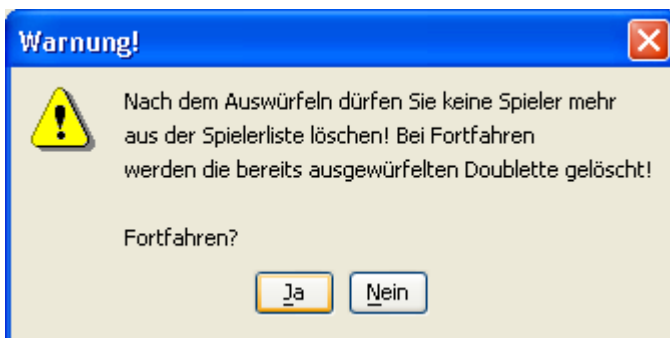 Warnung!
Nach dem Auswürfeln dürfen Sie keine Spieler mehr
aus der Spielerliste löschen! Bei Fortfahren
werden die bereits ausgewürfelten Doublette gelöscht!
Fortfahren?
Ja Nein